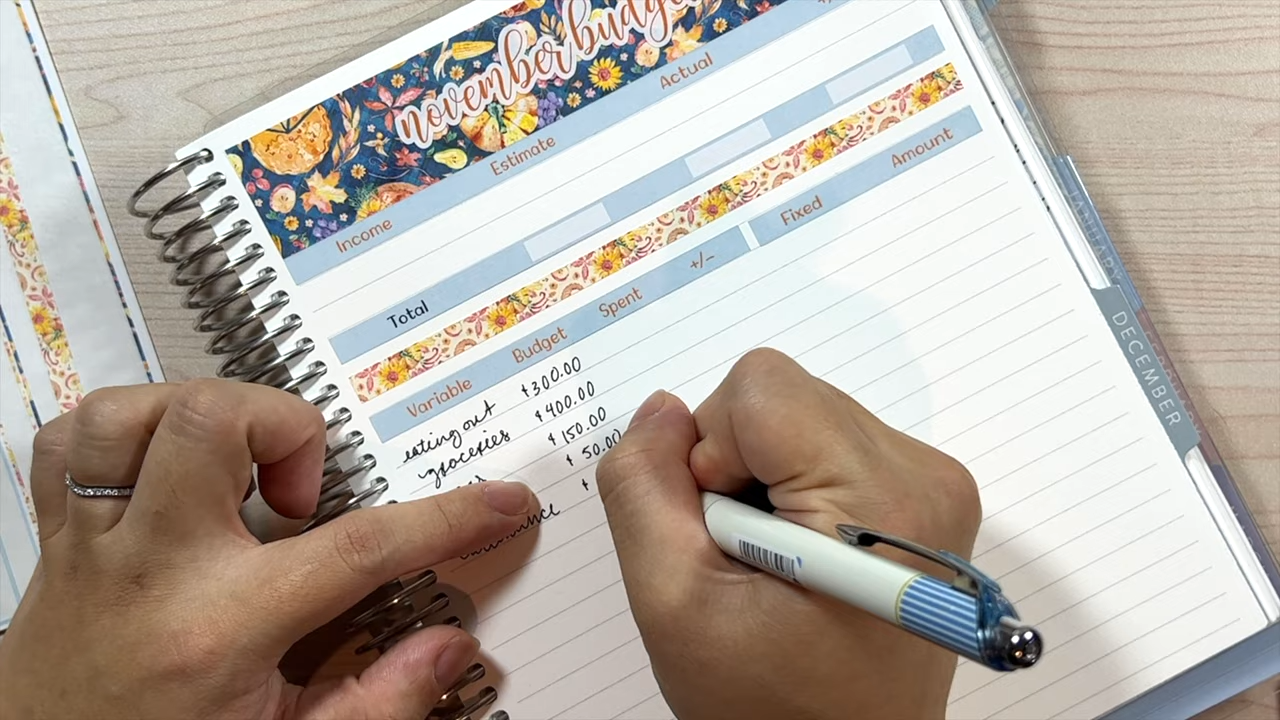 november budget
Income Estimate Actual
Total
Variable Budget Spent +/- Fixed Amount
eating out $300.00
groceries $400.00
$150.00
$50.00
$
JANUARY
DECEMBER